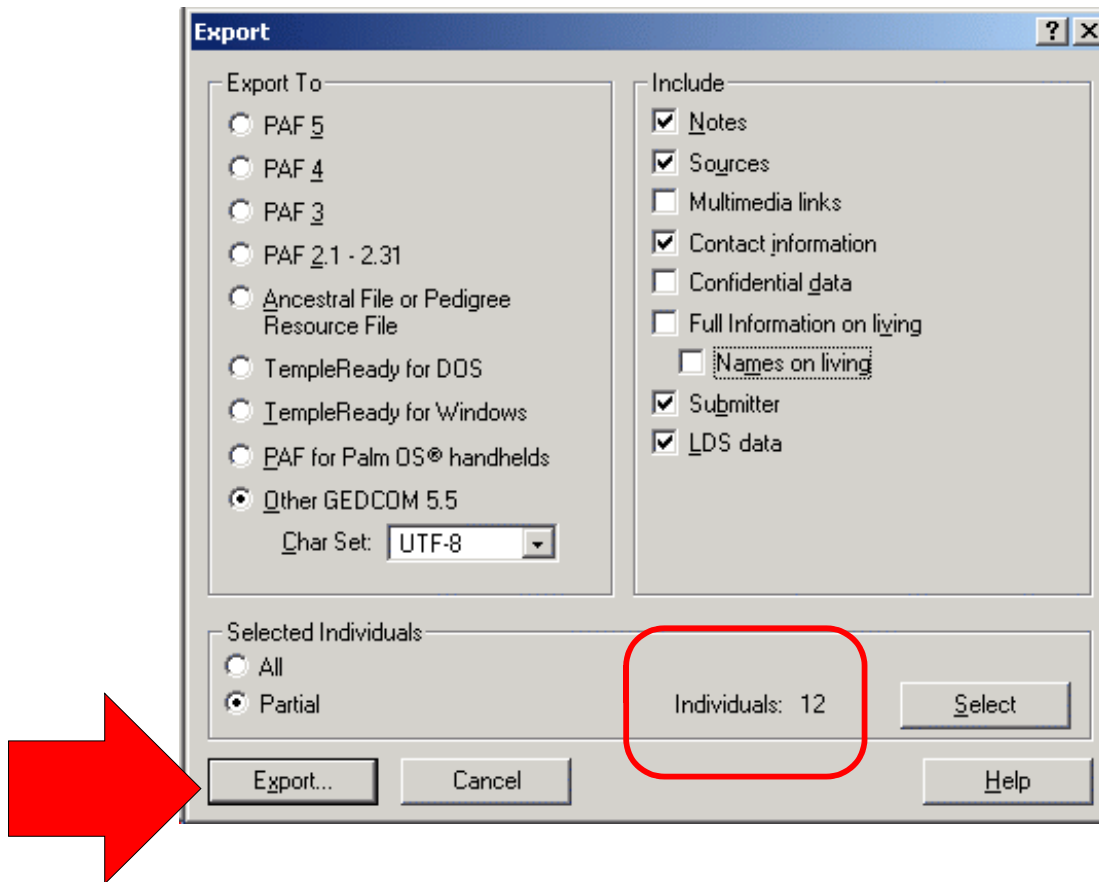 Export
Export To
PAF 5
PAF 4
PAF 3
PAF 2.1 - 2.31
Ancestral File or Pedigree
Resource File
TempleReady for DOS
TempleReady for Windows
PAF for Palm OS® handhelds
Other GEDCOM 5.5
Char Set: UTF-8
Include
Notes
Sources
Multimedia links
Contact information
Confidential data
Full Information on living
Names on living
Submitter
LDS data
Selected Individuals
All
Partial
Individuals: 12
Select
Export...
Cancel
Help